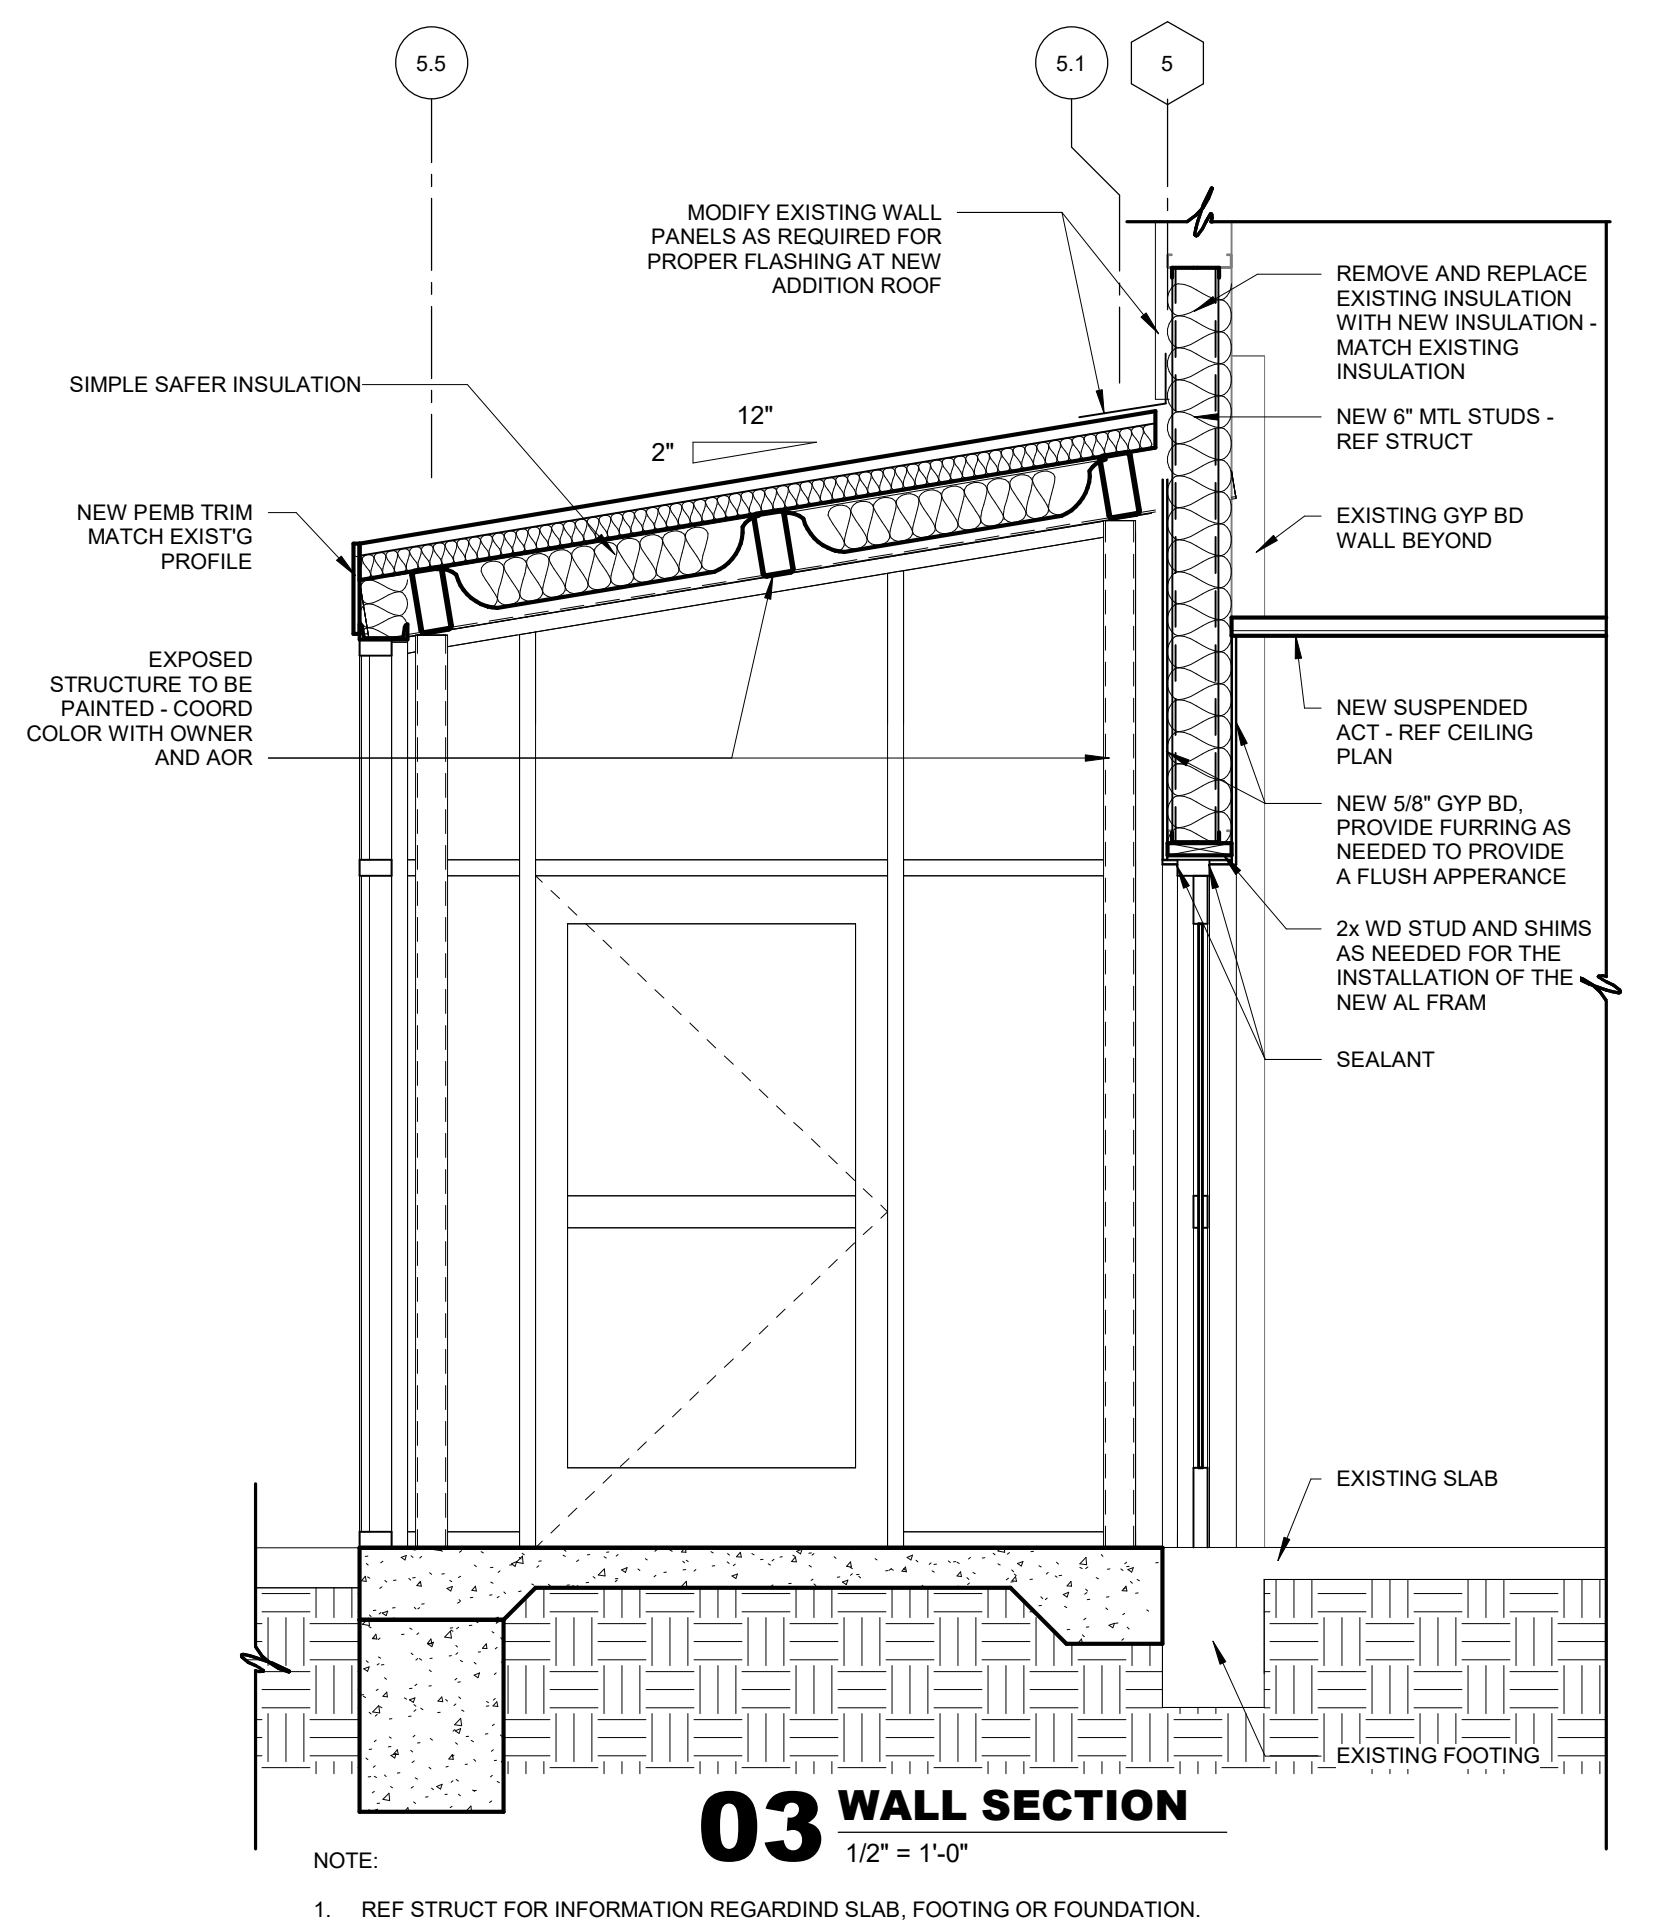 5.5
5.1
5
MODIFY EXISTING WALL
PANELS AS REQUIRED FOR
PROPER FLASHING AT NEW
ADDITION ROOF
REMOVE AND REPLACE
EXISTING INSULATION
WITH NEW INSULATION -
MATCH EXISTING
INSULATION
SIMPLE SAFER INSULATION
12"
2"
NEW 6" MTL STUDS -
REF STRUCT
NEW PEMB TRIM
MATCH EXIST'G
PROFILE
EXISTING GYP BD
WALL BEYOND
EXPOSED
STRUCTURE TO BE
PAINTED - COORD
COLOR WITH OWNER
AND AOR
NEW SUSPENDED
ACT - REF CEILING
PLAN
NEW 5/8" GYP BD,
PROVIDE FURRING AS
NEEDED TO PROVIDE
A FLUSH APPERANCE
2x WD STUD AND SHIMS
AS NEEDED FOR THE
INSTALLATION OF THE
NEW AL FRAM
SEALANT
EXISTING SLAB
EXISTING FOOTING
03 WALL SECTION
1/2" = 1'-0"
NOTE:
1. REF STRUCT FOR INFORMATION REGARDIND SLAB, FOOTING OR FOUNDATION.